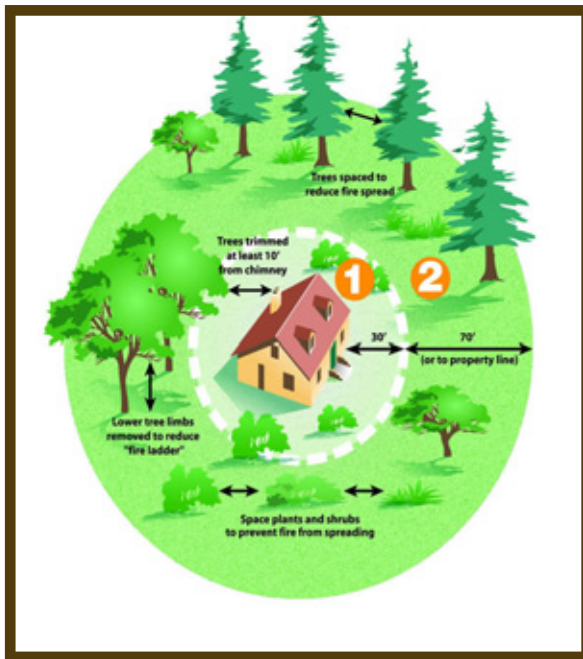 Trees spaced to
reduce fire spread
Trees trimmed
at least 10'
from chimney
1
2
30'
70'
(or to property line)
Lower tree limbs
removed to reduce
"fire ladder"
Space plants and shrubs
to prevent fire from spreading